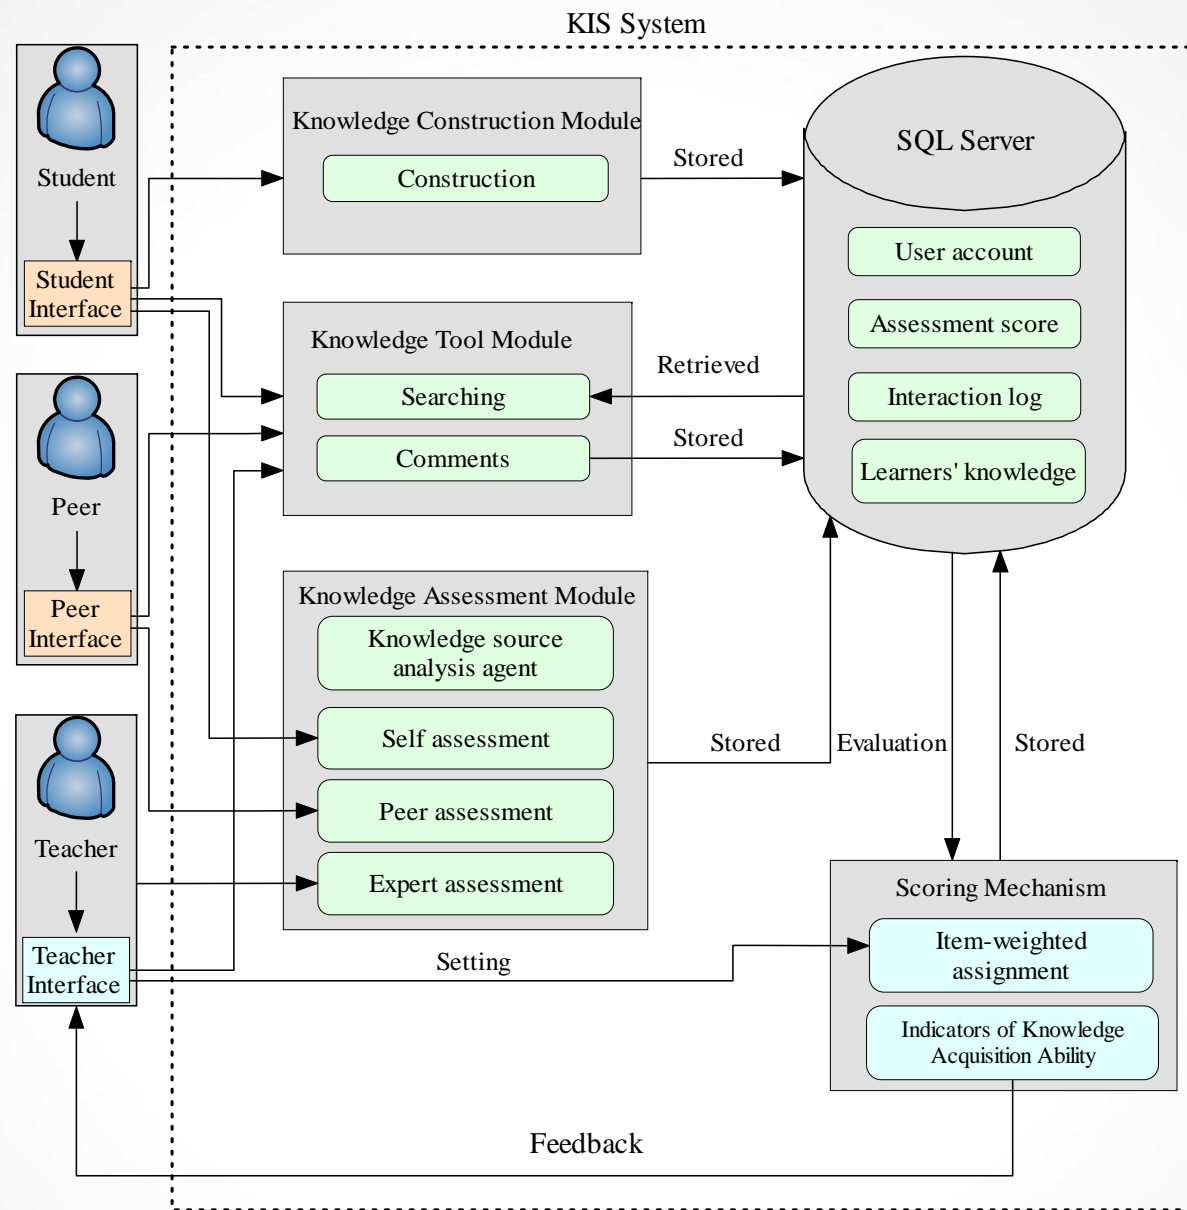 KIS System
Student
Student
Interface
Peer
Peer
Interface
Teacher
Teacher
Interface
Knowledge Construction Module
Construction
Stored
Knowledge Tool Module
Searching
Comments
Retrieved
Stored
Knowledge Assessment Module
Knowledge source
analysis agent
Self assessment
Peer assessment
Expert assessment
Stored
Evaluation
Stored
SQL Server
User account
Assessment score
Interaction log
Learners' knowledge
Scoring Mechanism
Item-weighted
assignment
Indicators of Knowledge
Acquisition Ability
Setting
Feedback